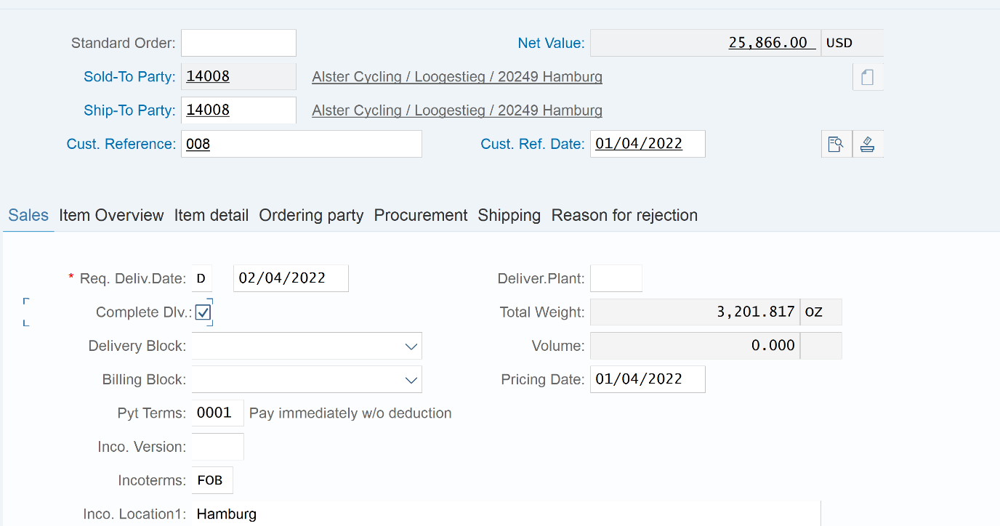 Standard Order: Net Value: 25,866.00 USD
Sold-To Party: 14008 Alster Cycling / Loogestieg / 20249 Hamburg
Ship-To Party: 14008 Alster Cycling / Loogestieg / 20249 Hamburg
Cust. Reference: 008 Cust. Ref. Date: 01/04/2022
Sales Item Overview Item detail Ordering party Procurement Shipping Reason for rejection
* Req. Deliv.Date: D 02/04/2022 Deliver.Plant:
Complete Dlv.: Total Weight: 3,201.817 OZ
Delivery Block: Volume: 0.000
Billing Block: Pricing Date: 01/04/2022
Pyt Terms: 0001 Pay immediately w/o deduction
Inco. Version:
Incoterms: FOB
Inco. Location1: Hamburg